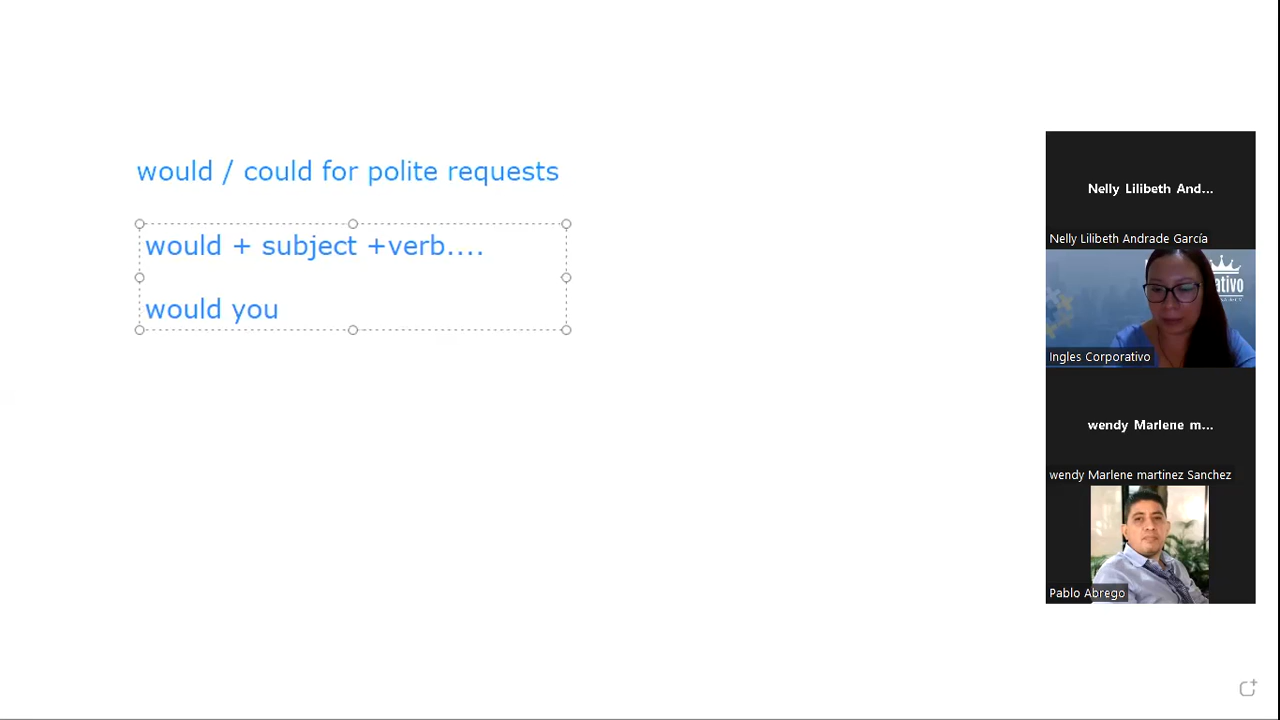 would / could for polite requests
would + subject +verb....
would you
Nelly Lilibeth And...
Nelly Lilibeth Andrade García
Ingles Corporativo
wendy Marlene m...
wendy Marlene martinez Sanchez
Pablo Abrego